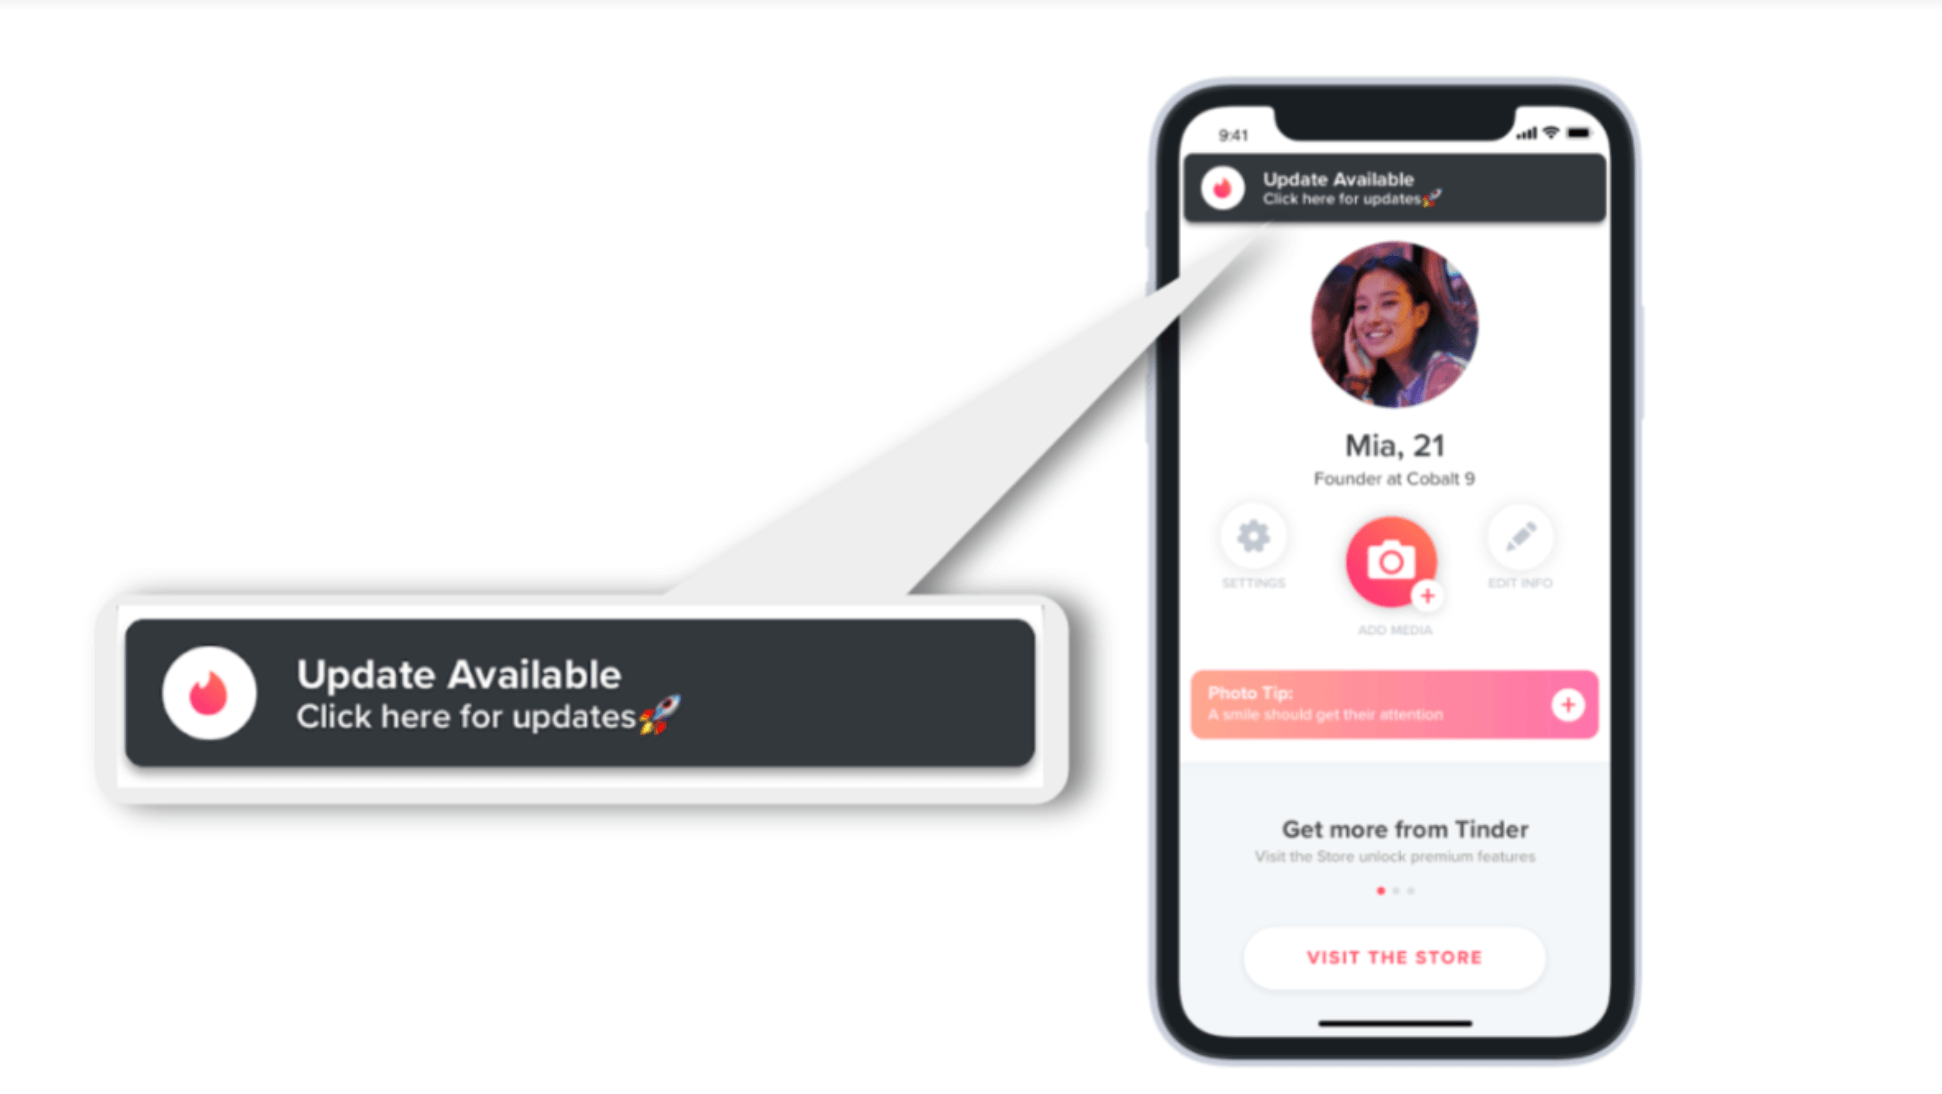 9:41
Update Available
Click here for updates🚀
Mia, 21
Founder at Cobalt 9
SETTINGS
EDIT INFO
ADD MEDIA
Photo Tip:
A smile should get their attention
Get more from Tinder
Visit the Store unlock premium features
VISIT THE STORE
Update Available
Click here for updates🚀